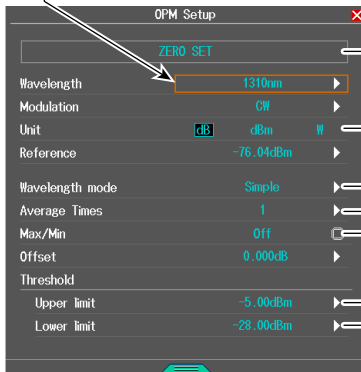 OPM Setup
ZERO SET
Wavelength 1310nm
Modulation CW
Unit dB dBm W
Reference -76.04dBm
Wavelength mode Simple
Average Times 1
Max/Min Off
Offset 0.000dB
Threshold
Upper limit -5.00dBm
Lower limit -28.00dBm